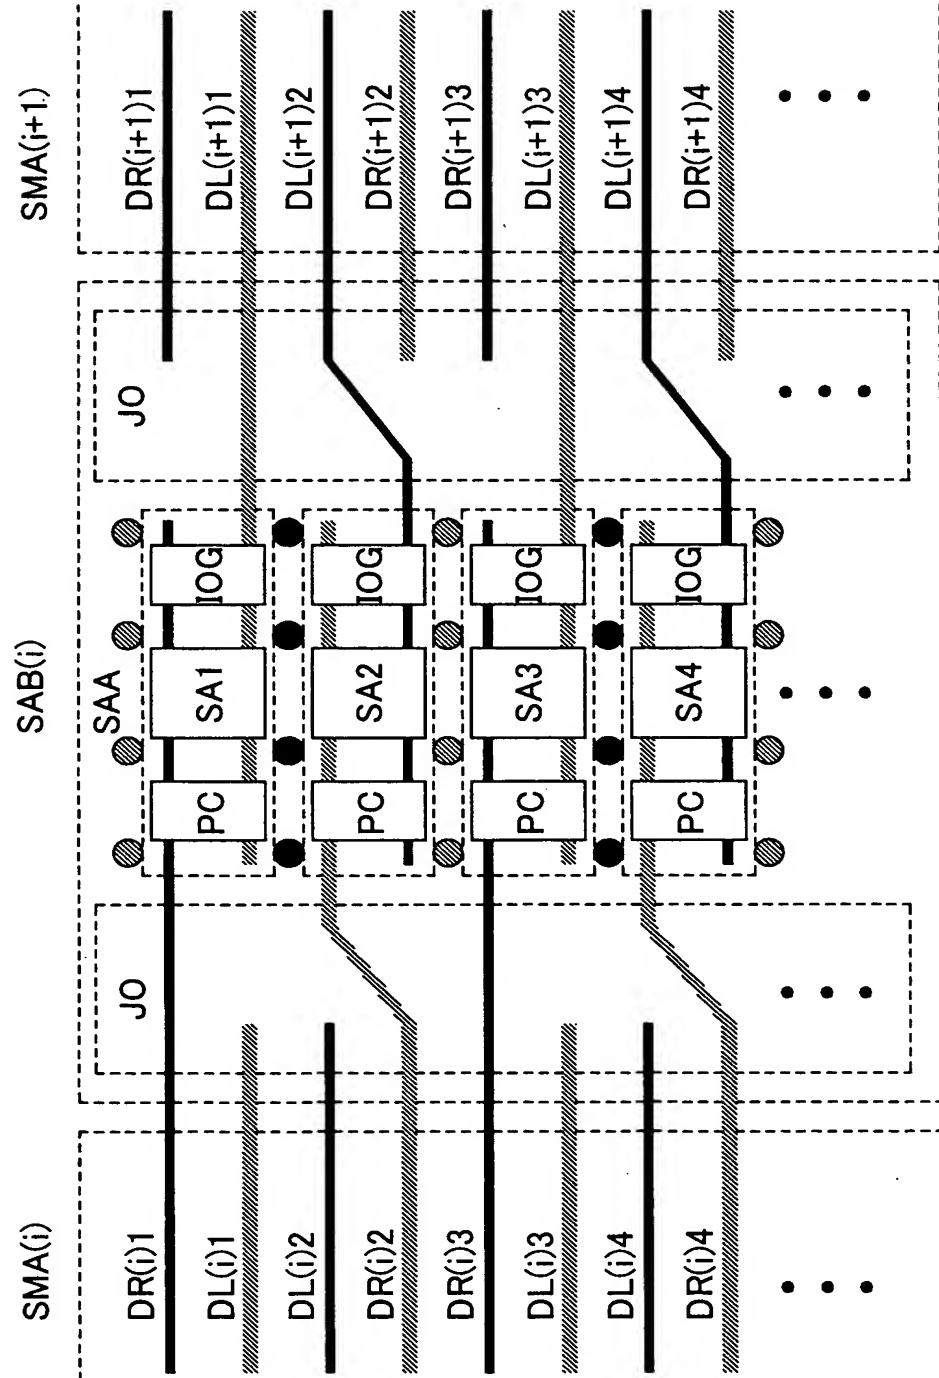 SMA(i)
SAB(i)
SMA(i+1)
JO
SAA
JO
DR(i)1
DL(i)1
DL(i)2
DR(i)2
DR(i)3
DL(i)3
DL(i)4
DR(i)4
PC
SA1
IOG
PC
SA2
IOG
PC
SA3
IOG
PC
SA4
IOG
DR(i+1)1
DL(i+1)1
DL(i+1)2
DR(i+1)2
DR(i+1)3
DL(i+1)3
DL(i+1)4
DR(i+1)4